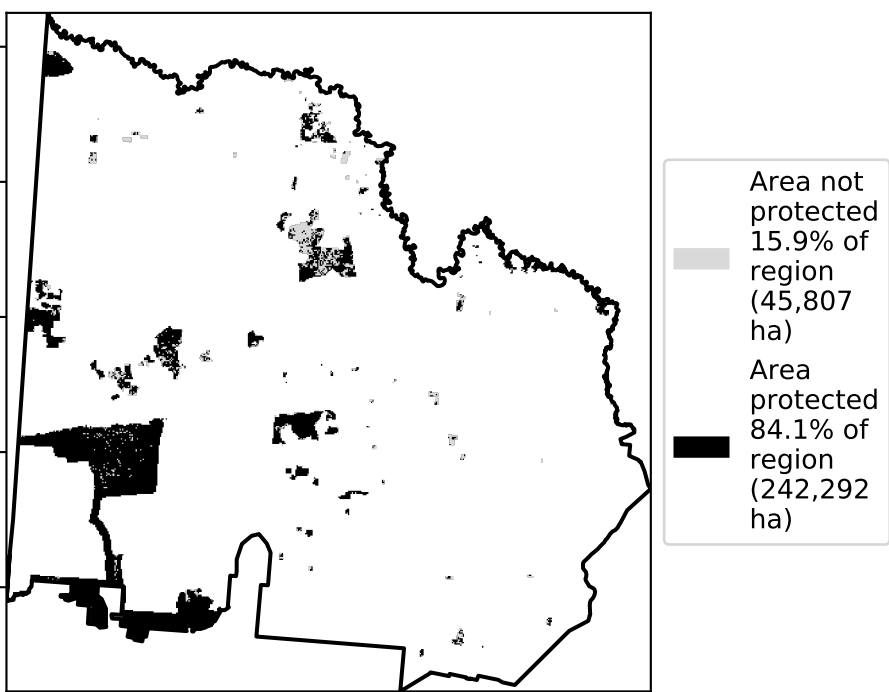 Area not
protected
15.9% of
region
(45,807
ha)
Area
protected
84.1% of
region
(242,292
ha)